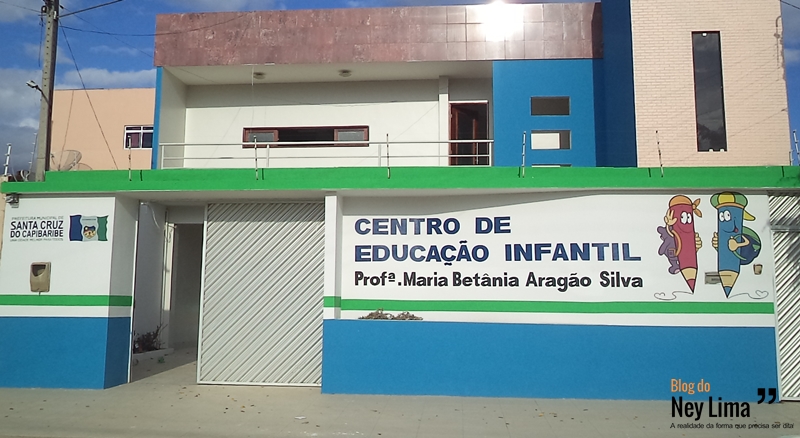 PREFEITURA MUNICIPAL DE
SANTA CRUZ
DO CAPIBARIBE
CENTRO DE
EDUCAÇÃO INFANTIL
Profª.Maria Betânia Aragão Silva
Blog do
Ney Lima
A realidade da forma que precisa ser dita